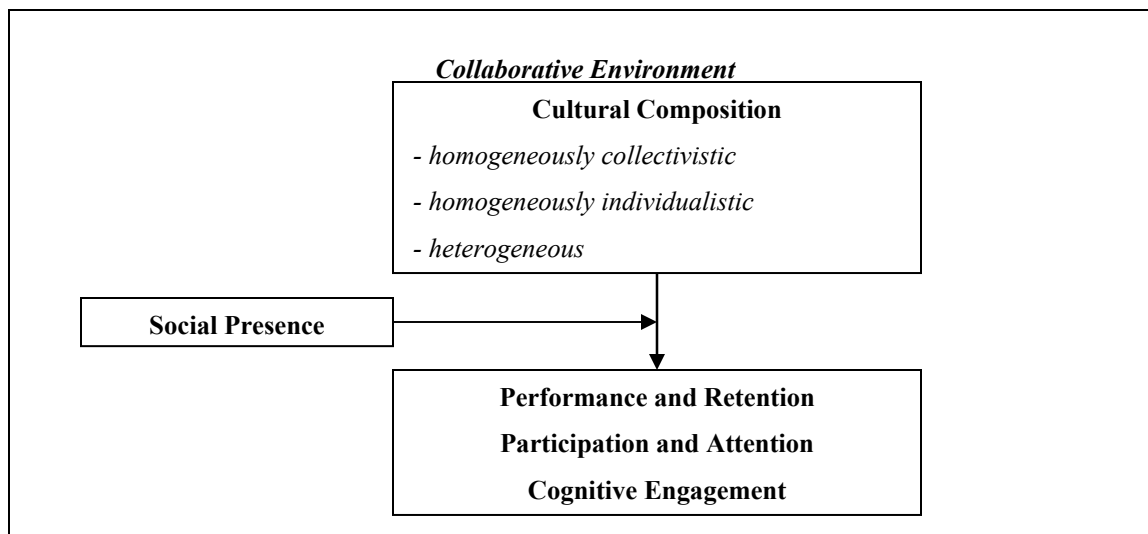 Collaborative Environment
Cultural Composition
- homogeneously collectivistic
- homogeneously individualistic
- heterogeneous
Social Presence
Performance and Retention
Participation and Attention
Cognitive Engagement